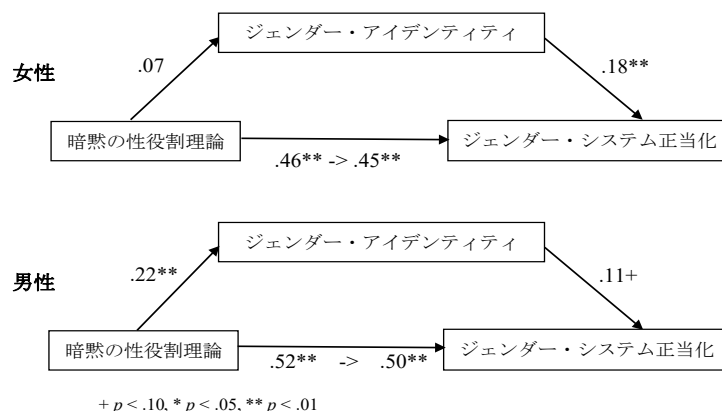 ジェンダー・アイデンティティ
女性
.07
.18**
暗黙の性役割理論
ジェンダー・システム正当化
.46** -> .45**
ジェンダー・アイデンティティ
男性
.22**
.11+
暗黙の性役割理論
ジェンダー・システム正当化
.52** -> .50**
+ p < .10, * p < .05, ** p < .01